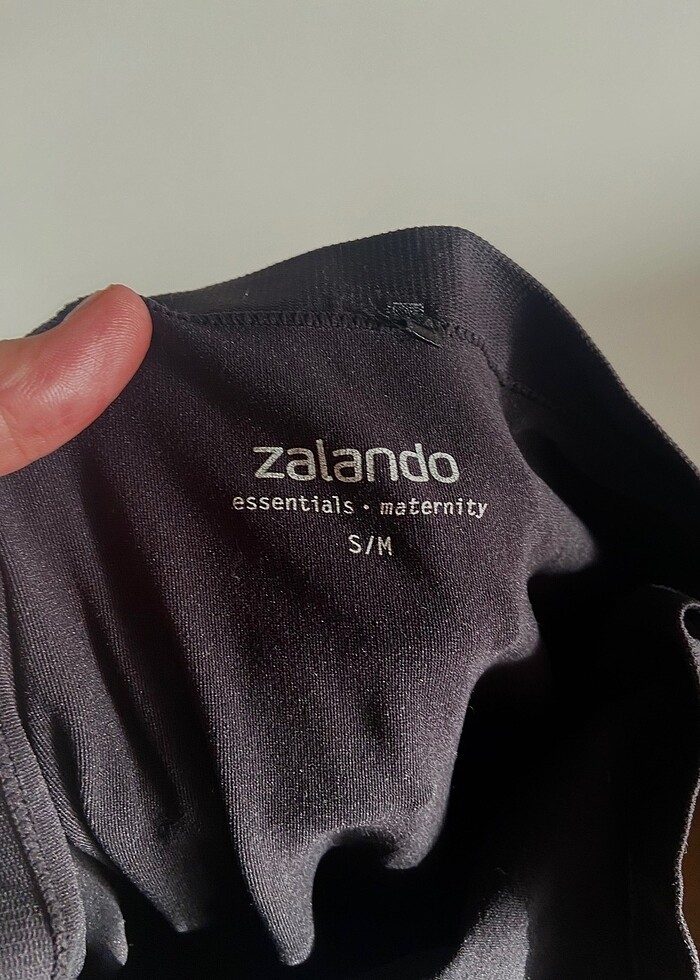 zalando
essentials · maternity
S/M